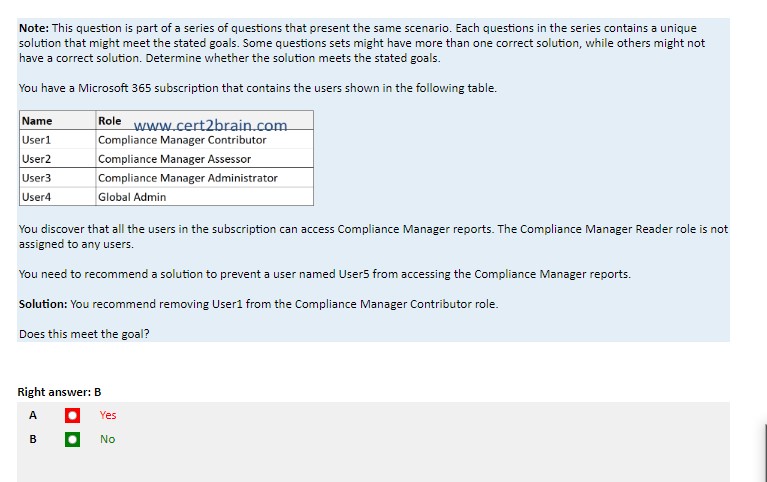 Note: This question is part of a series of questions that present the same scenario. Each questions in the series contains a unique
solution that might meet the stated goals. Some questions sets might have more than one correct solution, while others might not
have a correct solution. Determine whether the solution meets the stated goals.
You have a Microsoft 365 subscription that contains the users shown in the following table.
Name Role www.cert2brain.com
User1 Compliance Manager Contributor
User2 Compliance Manager Assessor
User3 Compliance Manager Administrator
User4 Global Admin
You discover that all the users in the subscription can access Compliance Manager reports. The Compliance Manager Reader role is not
assigned to any users.
You need to recommend a solution to prevent a user named User5 from accessing the Compliance Manager reports.
Solution: You recommend removing User1 from the Compliance Manager Contributor role.
Does this meet the goal?
Right answer: B
A Yes
B No